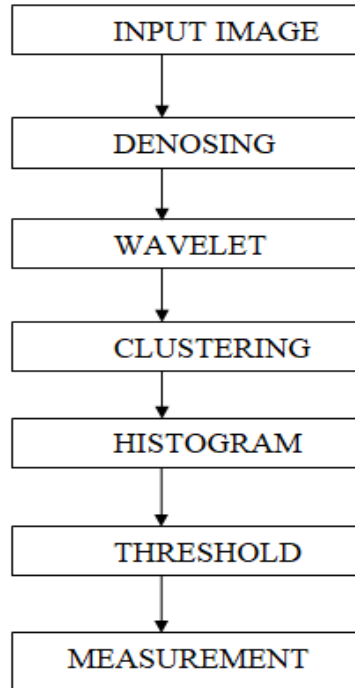 INPUT IMAGE
DENOSING
WAVELET
CLUSTERING
HISTOGRAM
THRESHOLD
MEASUREMENT